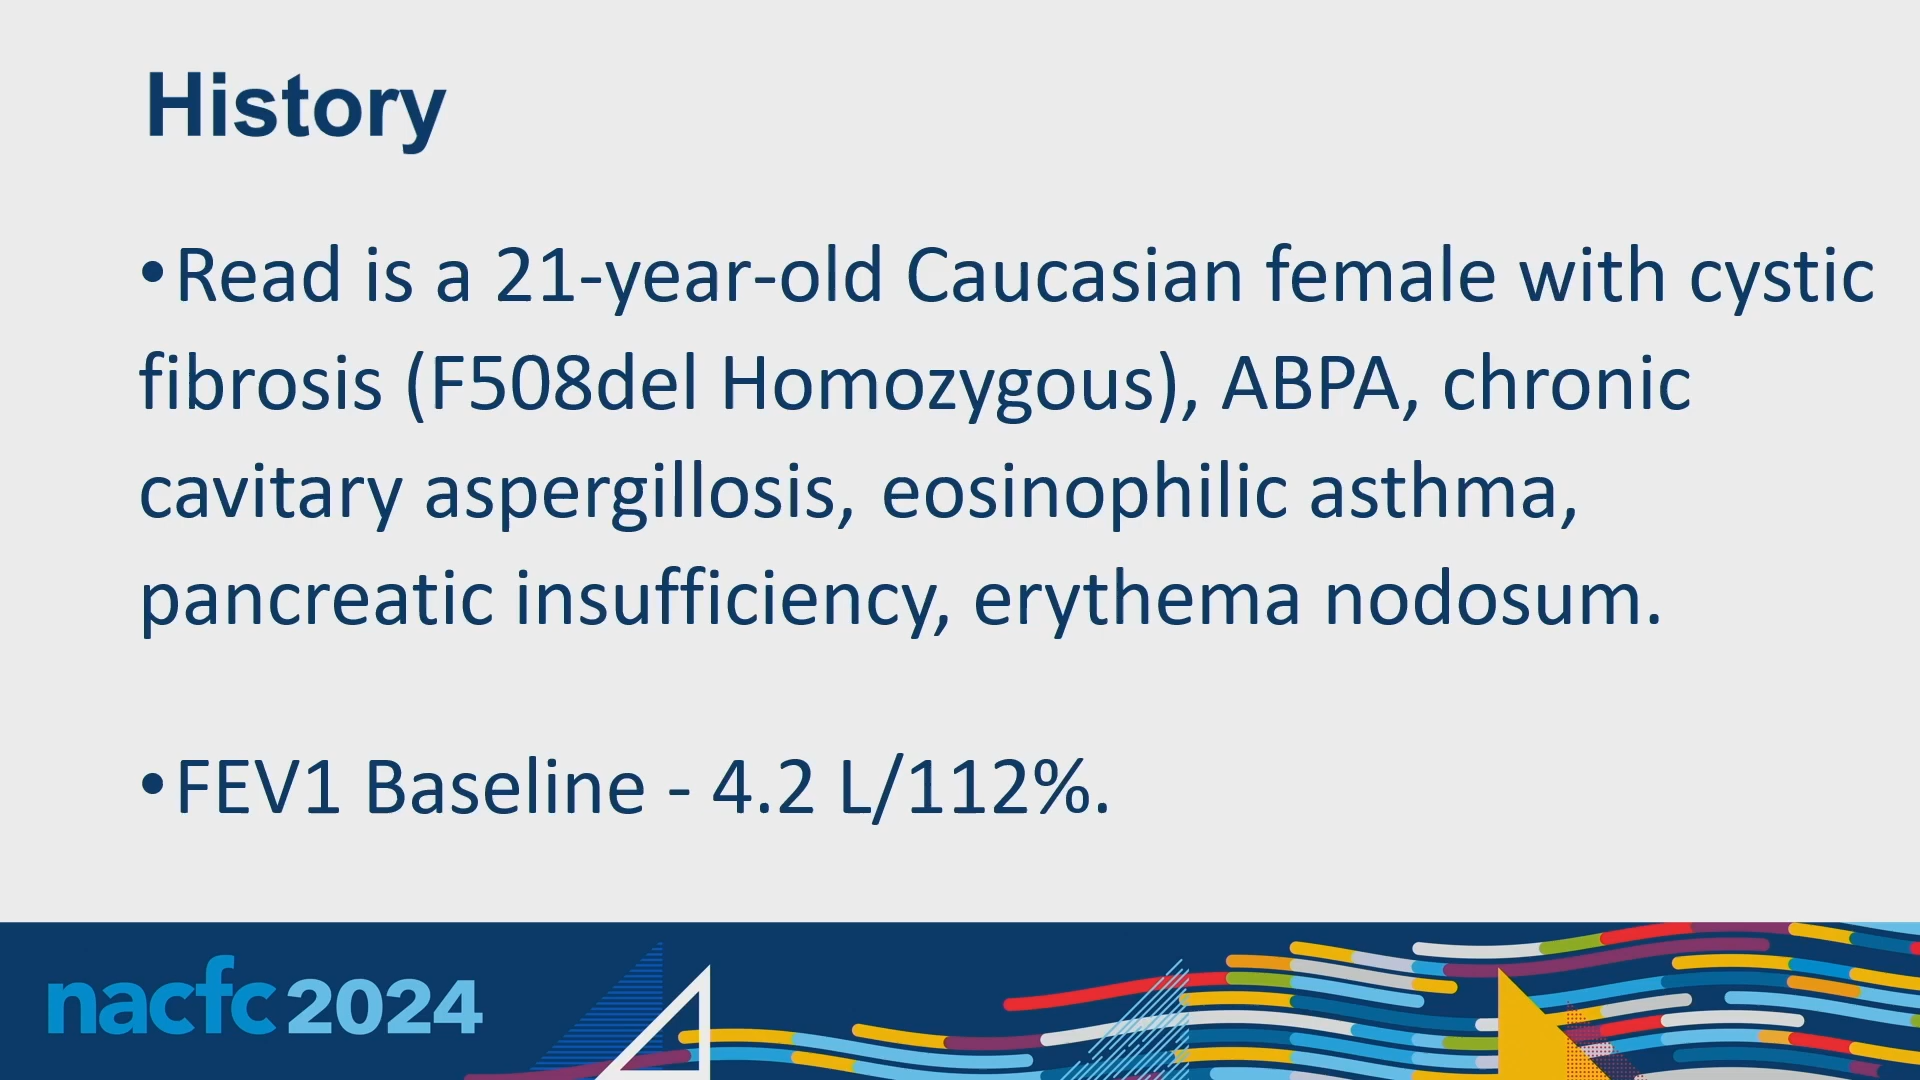 History
•Read is a 21-year-old Caucasian female with cystic
fibrosis (F508del Homozygous), ABPA, chronic
cavitary aspergillosis, eosinophilic asthma,
pancreatic insufficiency, erythema nodosum.
•FEV1 Baseline - 4.2 L/112%.
nacfc 2024